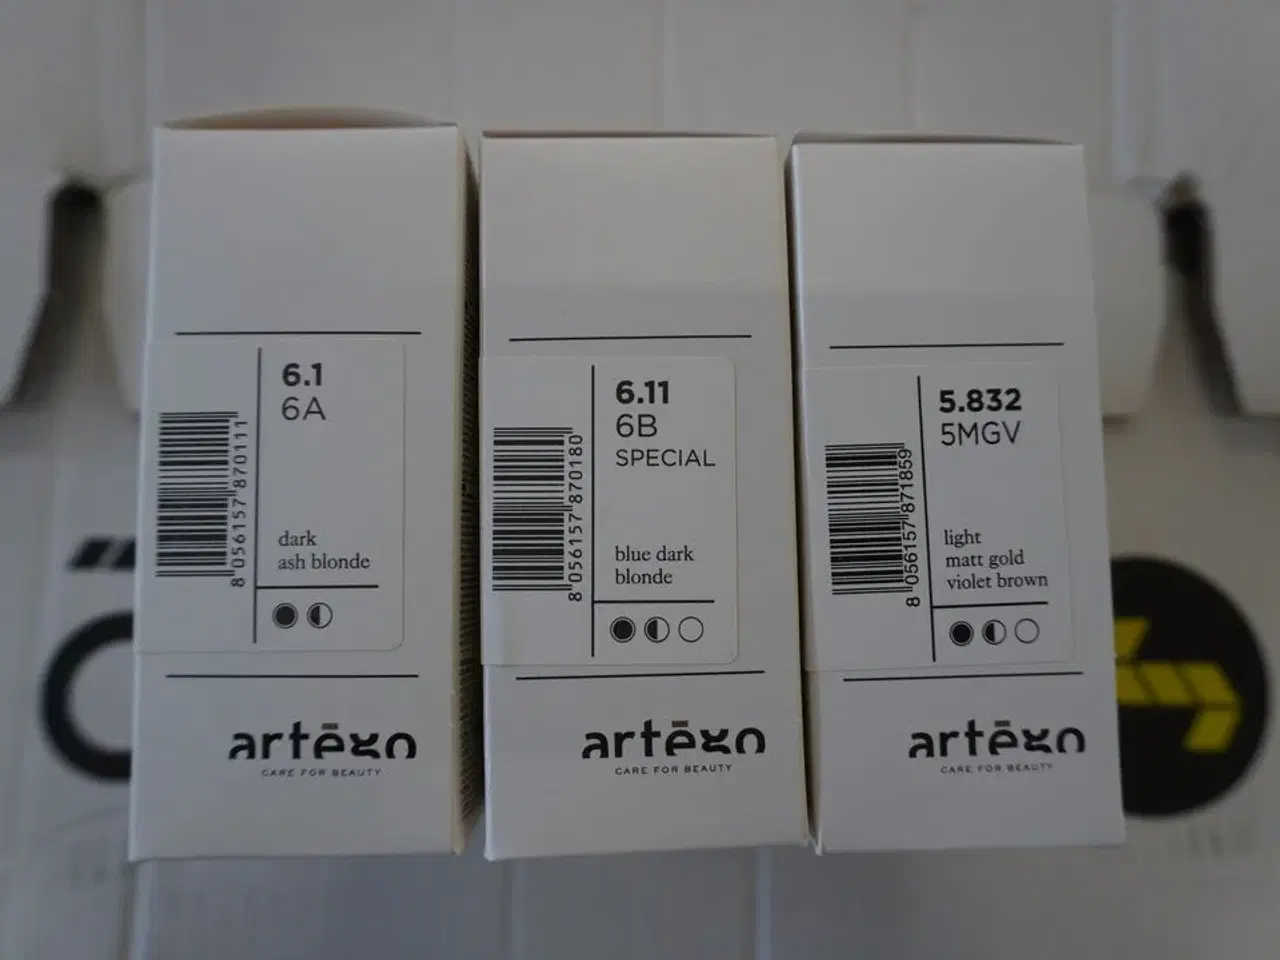 6.1
6A
dark
ash blonde
8 056157 870111
artēgo
CARE FOR BEAUTY
6.11
6B
SPECIAL
blue dark
blonde
8 056157 870180
artēgo
CARE FOR BEAUTY
5.832
5MGV
light
matt gold
violet brown
8 056157 871859
artēgo
CARE FOR BEAUTY